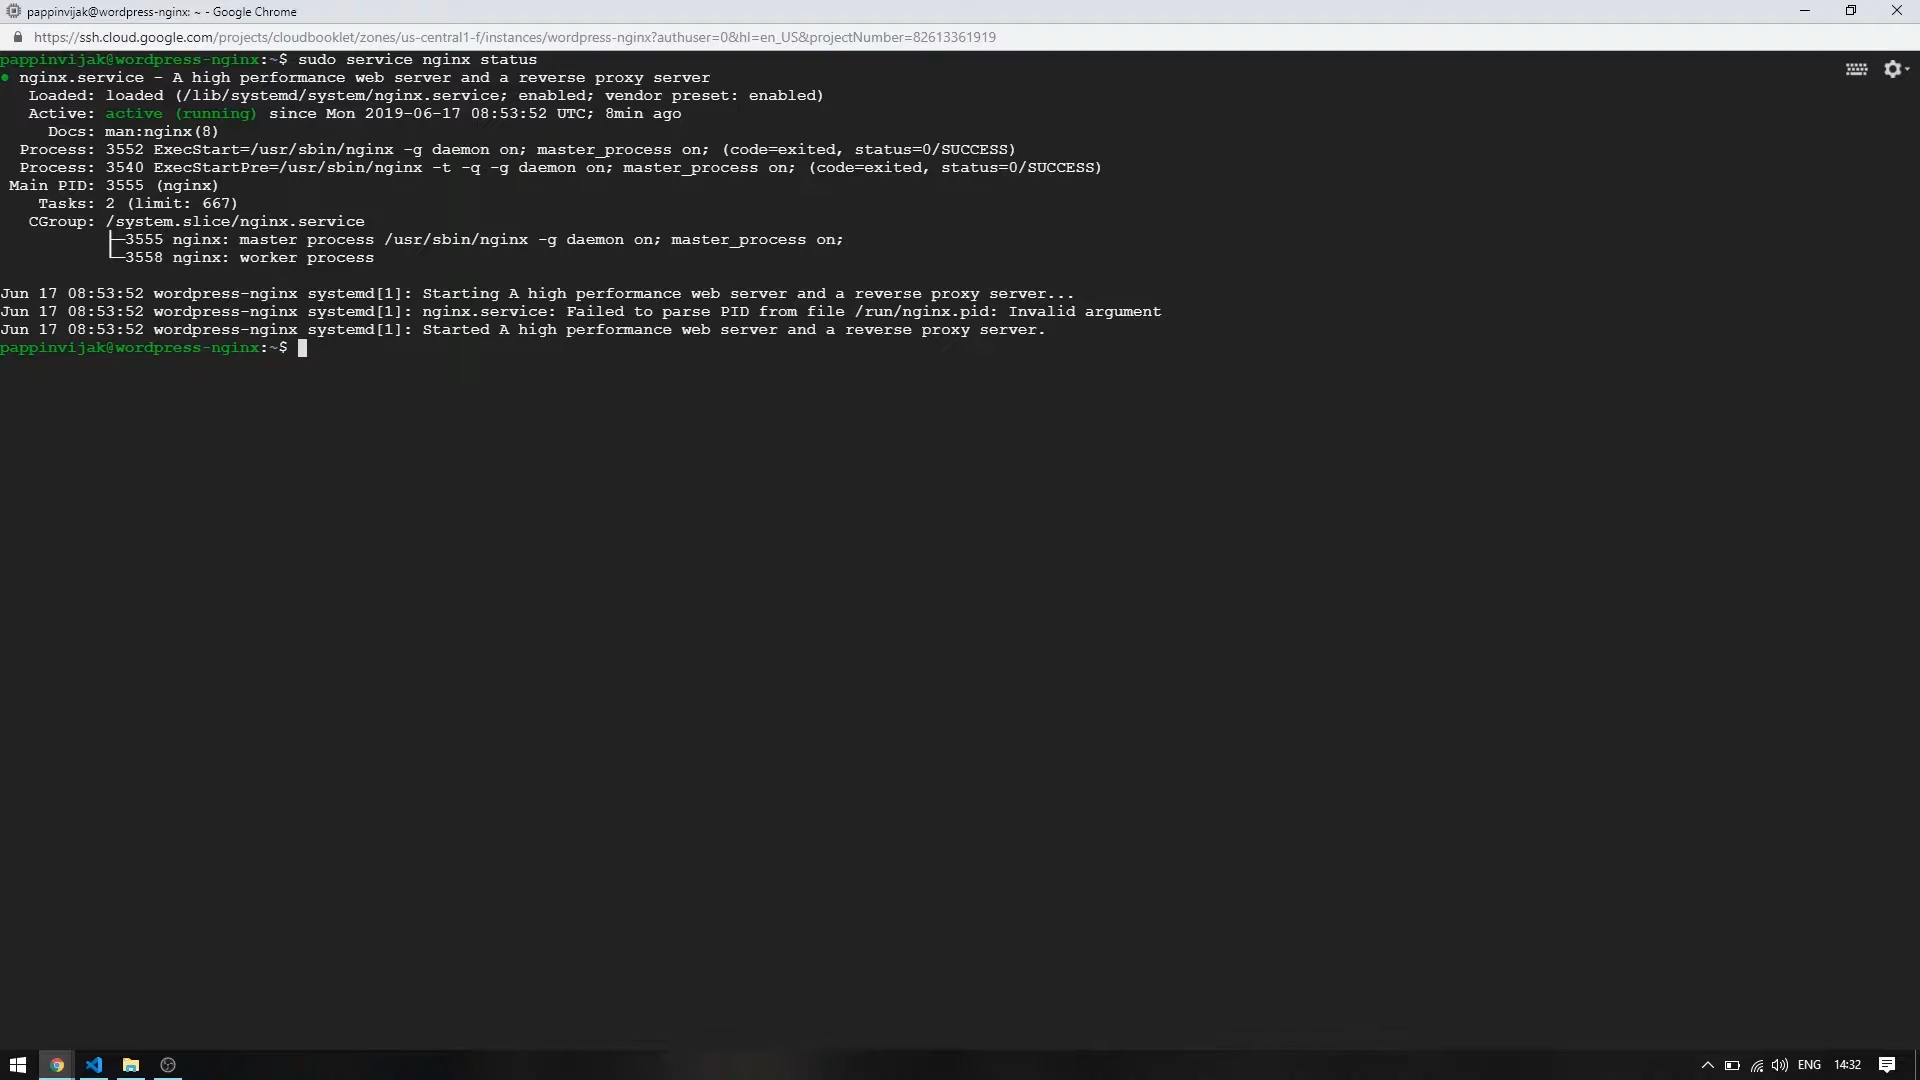 pappinvijak@wordpress-nginx: ~ - Google Chrome
https://ssh.cloud.google.com/projects/cloudbooklet/zones/us-central1-f/instances/wordpress-nginx?authuser=0&hl=en_US&projectNumber=82613361919
pappinvijak@wordpress-nginx:~$ sudo service nginx status
● nginx.service - A high performance web server and a reverse proxy server
Loaded: loaded (/lib/systemd/system/nginx.service; enabled; vendor preset: enabled)
Active: active (running) since Mon 2019-06-17 08:53:52 UTC; 8min ago
Docs: man:nginx(8)
Process: 3552 ExecStart=/usr/sbin/nginx -g daemon on; master_process on; (code=exited, status=0/SUCCESS)
Process: 3540 ExecStartPre=/usr/sbin/nginx -t -q -g daemon on; master_process on; (code=exited, status=0/SUCCESS)
Main PID: 3555 (nginx)
Tasks: 2 (limit: 667)
CGroup: /system.slice/nginx.service
├─3555 nginx: master process /usr/sbin/nginx -g daemon on; master_process on;
└─3558 nginx: worker process
Jun 17 08:53:52 wordpress-nginx systemd[1]: Starting A high performance web server and a reverse proxy server...
Jun 17 08:53:52 wordpress-nginx systemd[1]: nginx.service: Failed to parse PID from file /run/nginx.pid: Invalid argument
Jun 17 08:53:52 wordpress-nginx systemd[1]: Started A high performance web server and a reverse proxy server.
pappinvijak@wordpress-nginx:~$
ENG 14:32